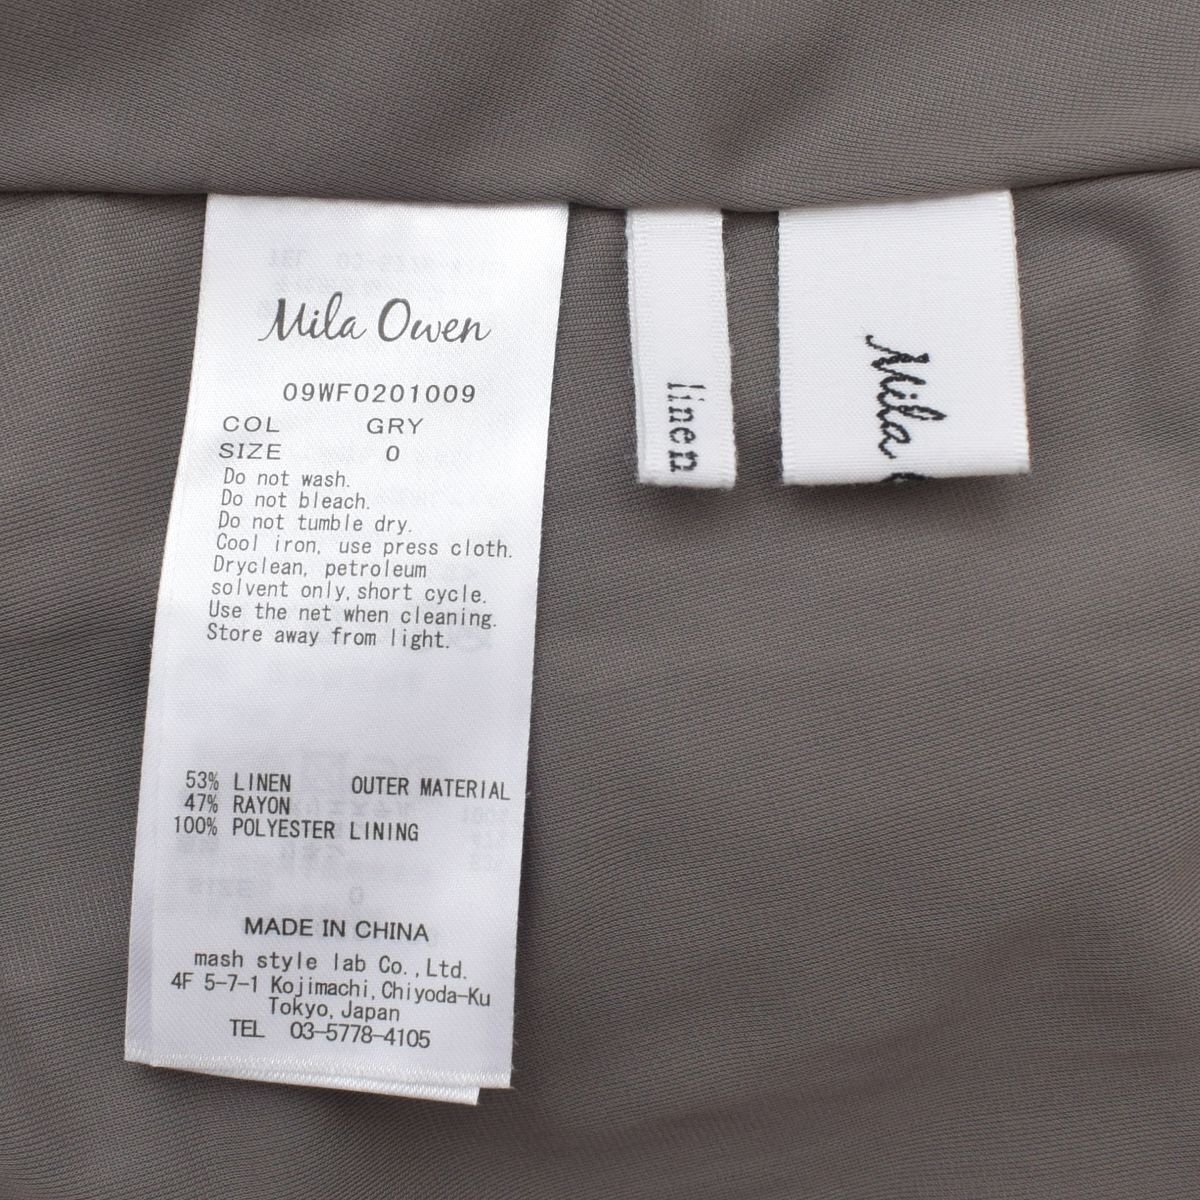 Mila Owen
09WF0201009
COL GRY
SIZE 0
Do not wash.
Do not bleach.
Do not tumble dry.
Cool iron, use press cloth.
Dryclean, petroleum
solvent only,short cycle.
Use the net when cleaning.
Store away from light.
53% LINEN OUTER MATERIAL
47% RAYON
100% POLYESTER LINING
MADE IN CHINA
mash style lab Co.,Ltd.
4F 5-7-1 Kojimachi,Chiyoda-Ku
Tokyo,Japan
TEL 03-5778-4105
linen
Mila